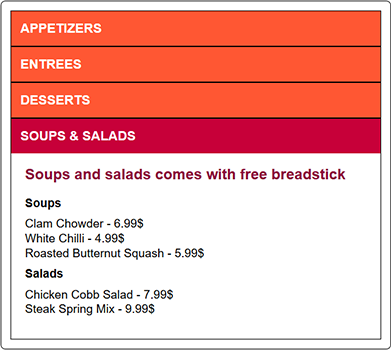 APPETIZERS
ENTREES
DESSERTS
SOUPS & SALADS
Soups and salads comes with free breadstick
Soups
Clam Chowder - 6.99$
White Chilli - 4.99$
Roasted Butternut Squash - 5.99$
Salads
Chicken Cobb Salad - 7.99$
Steak Spring Mix - 9.99$